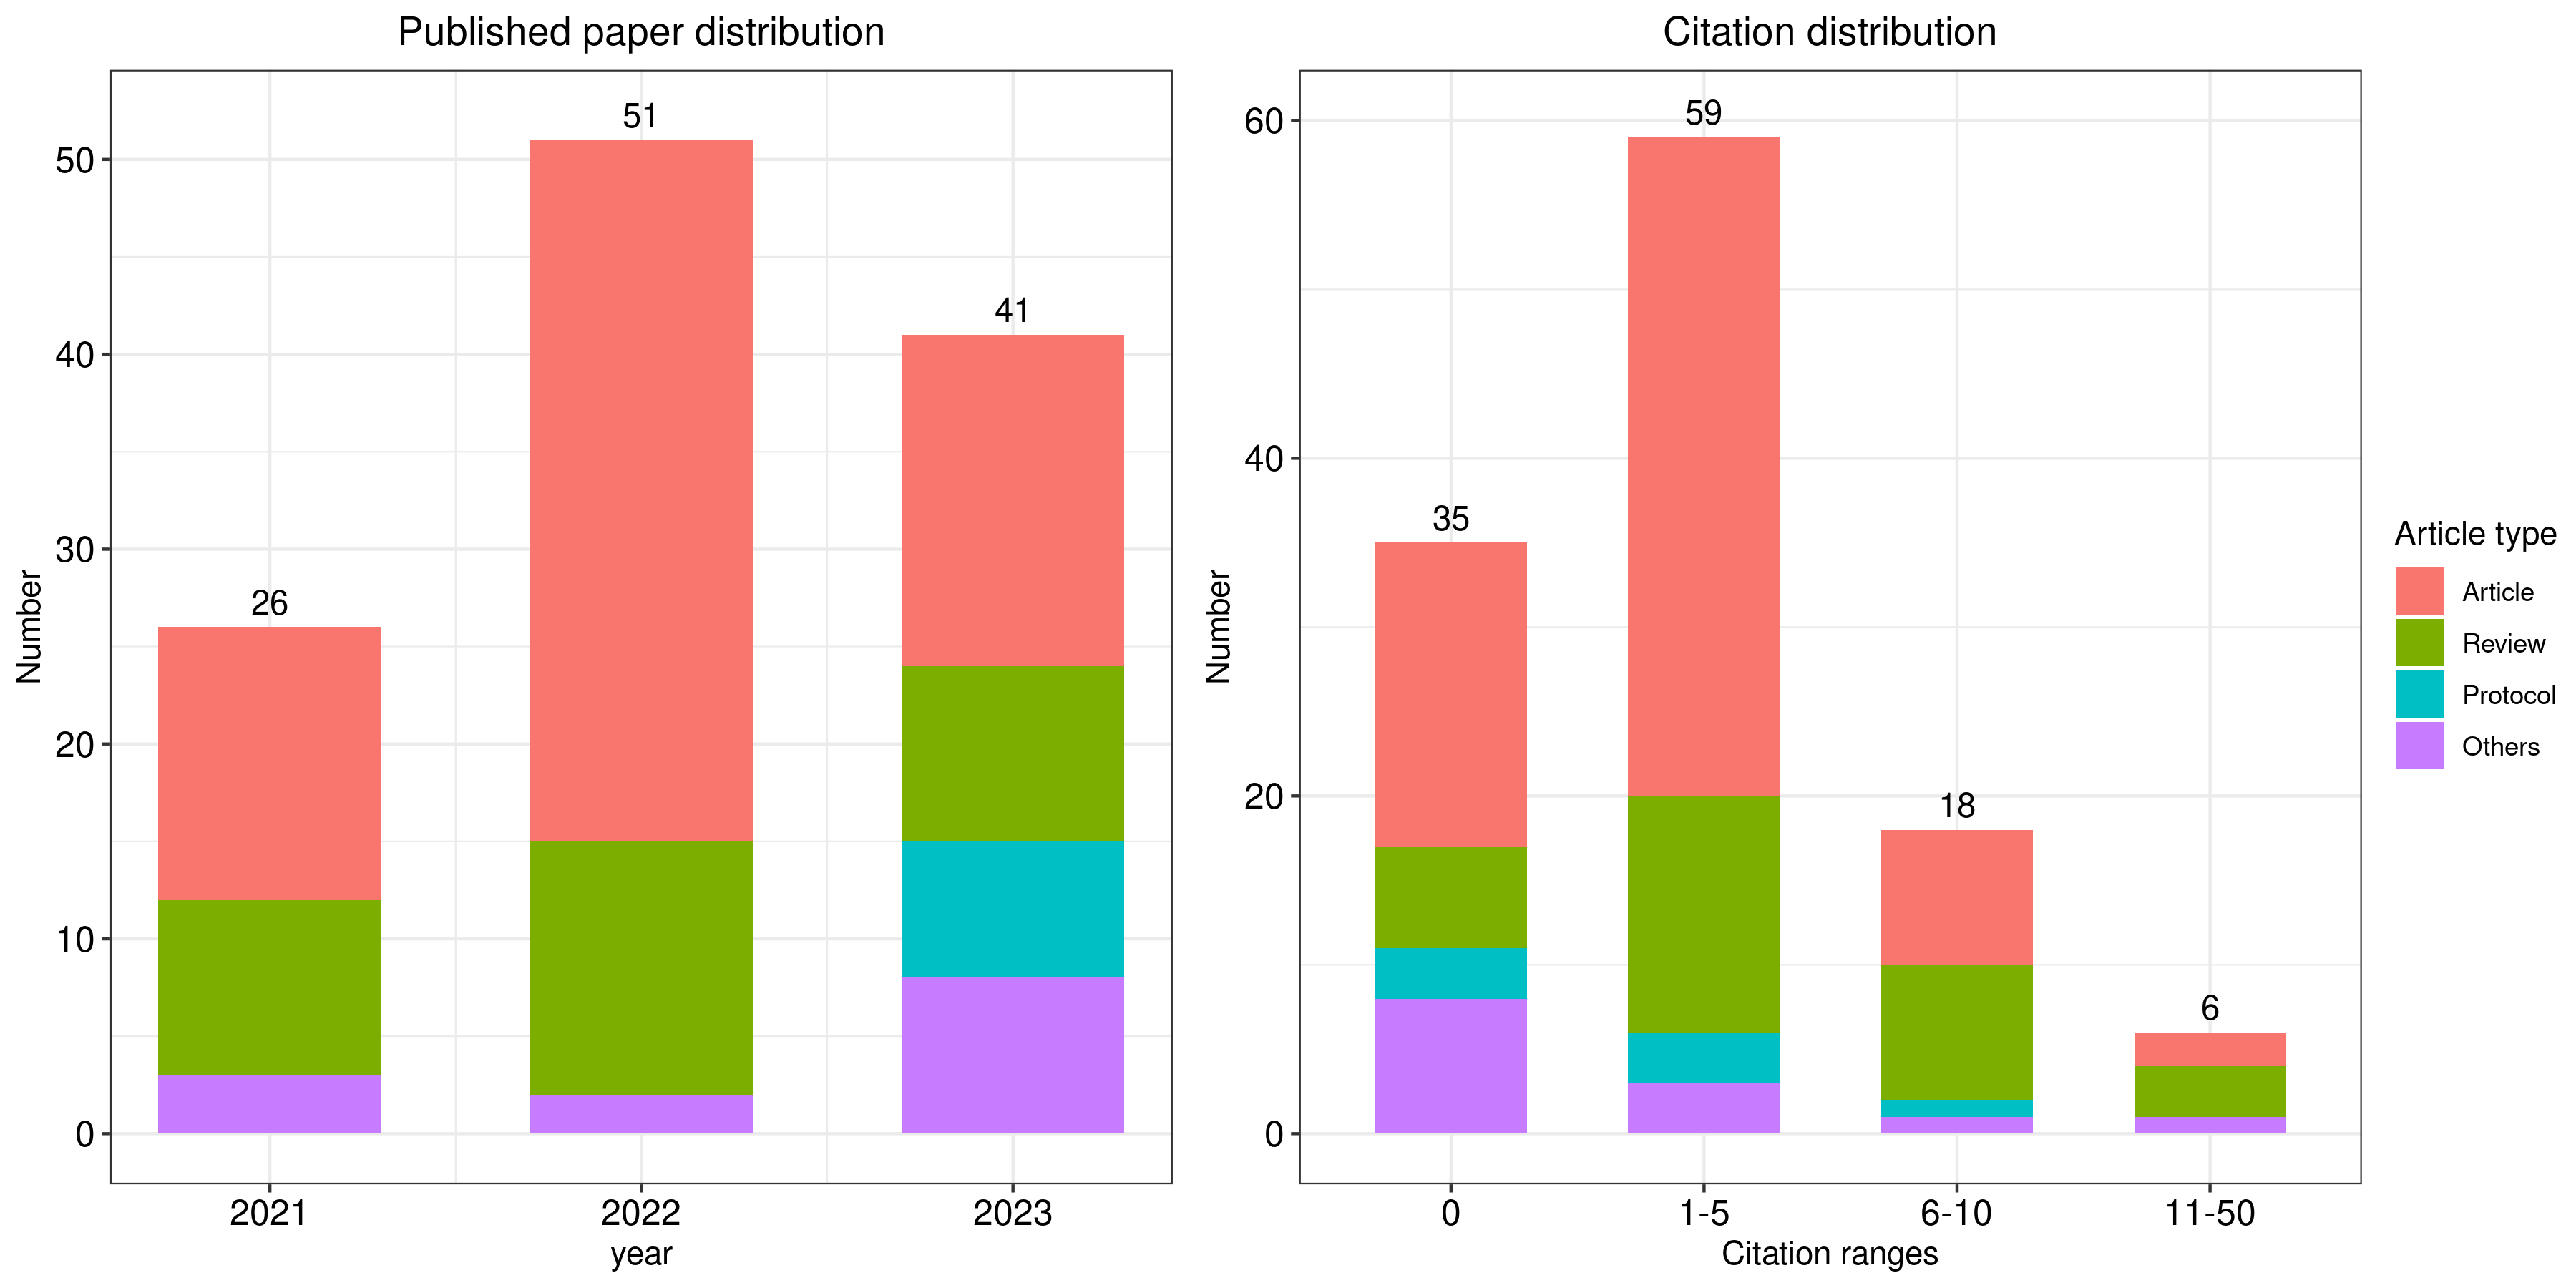 Published paper distribution
Number
50
40
30
20
10
0
51
41
26
2021
2022
2023
year
Citation distribution
Number
60
40
20
0
59
35
18
6
0
1-5
6-10
11-50
Citation ranges
Article type
Article
Review
Protocol
Others